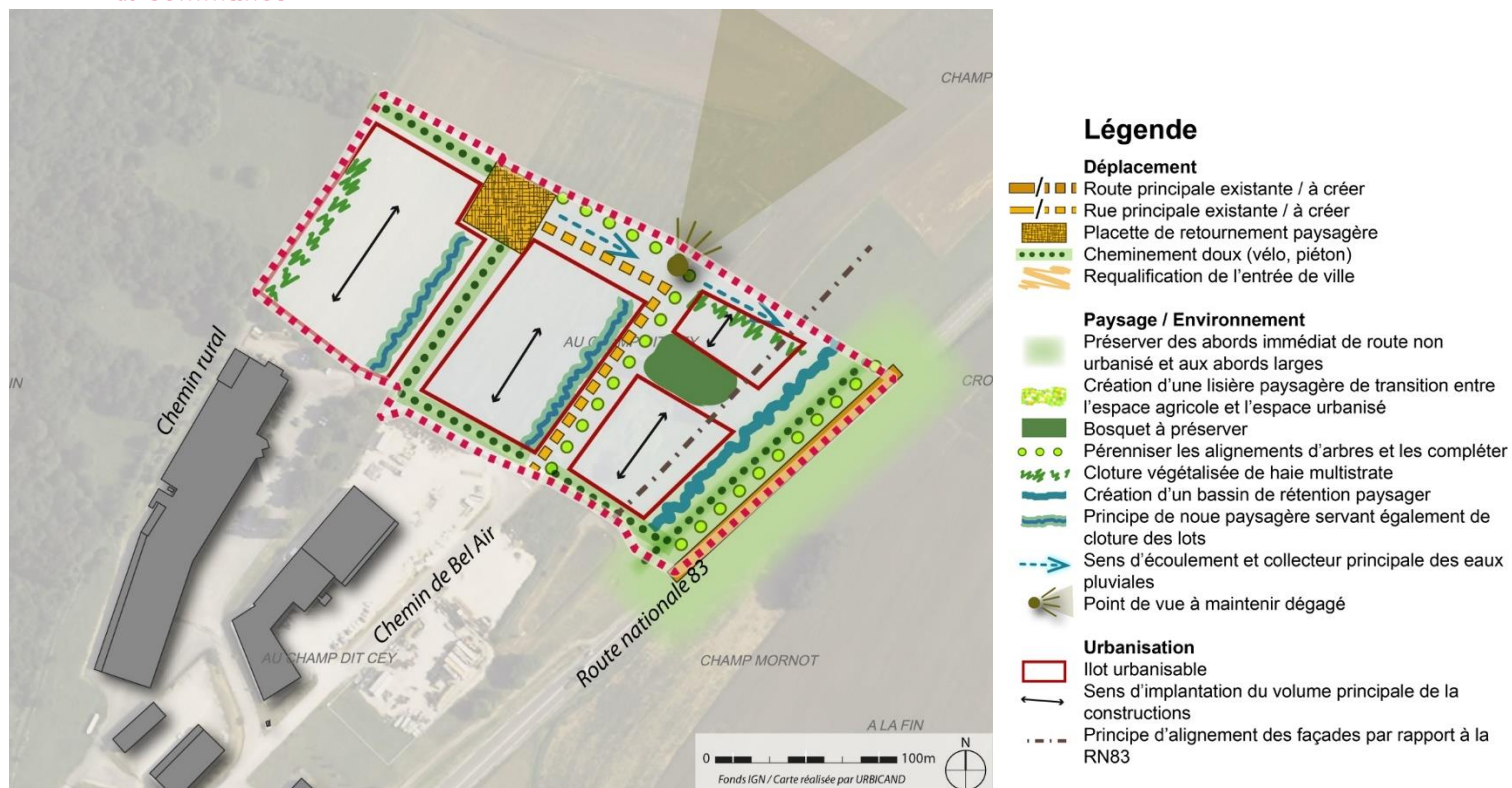 CHAMP
Chemin rural
IN
AU CHAMP DIT CEY
CRO
Chemin de Bel Air
Route nationale 83
AU CHAMP DIT CEY
CHAMP MORNOT
A LA FIN
0 100m
N
Fonds IGN / Carte réalisée par URBICAND
Légende
Déplacement
Route principale existante / à créer
Rue principale existante / à créer
Placette de retournement paysagère
Cheminement doux (vélo, piéton)
Requalification de l'entrée de ville
Paysage / Environnement
Préserver des abords immédiat de route non
urbanisé et aux abords larges
Création d'une lisière paysagère de transition entre
l'espace agricole et l'espace urbanisé
Bosquet à préserver
Pérenniser les alignements d'arbres et les compléter
Cloture végétalisée de haie multistrate
Création d'un bassin de rétention paysager
Principe de noue paysagère servant également de
cloture des lots
Sens d'écoulement et collecteur principale des eaux
pluviales
Point de vue à maintenir dégagé
Urbanisation
Ilot urbanisable
Sens d'implantation du volume principale de la
constructions
Principe d'alignement des façades par rapport à la
RN83